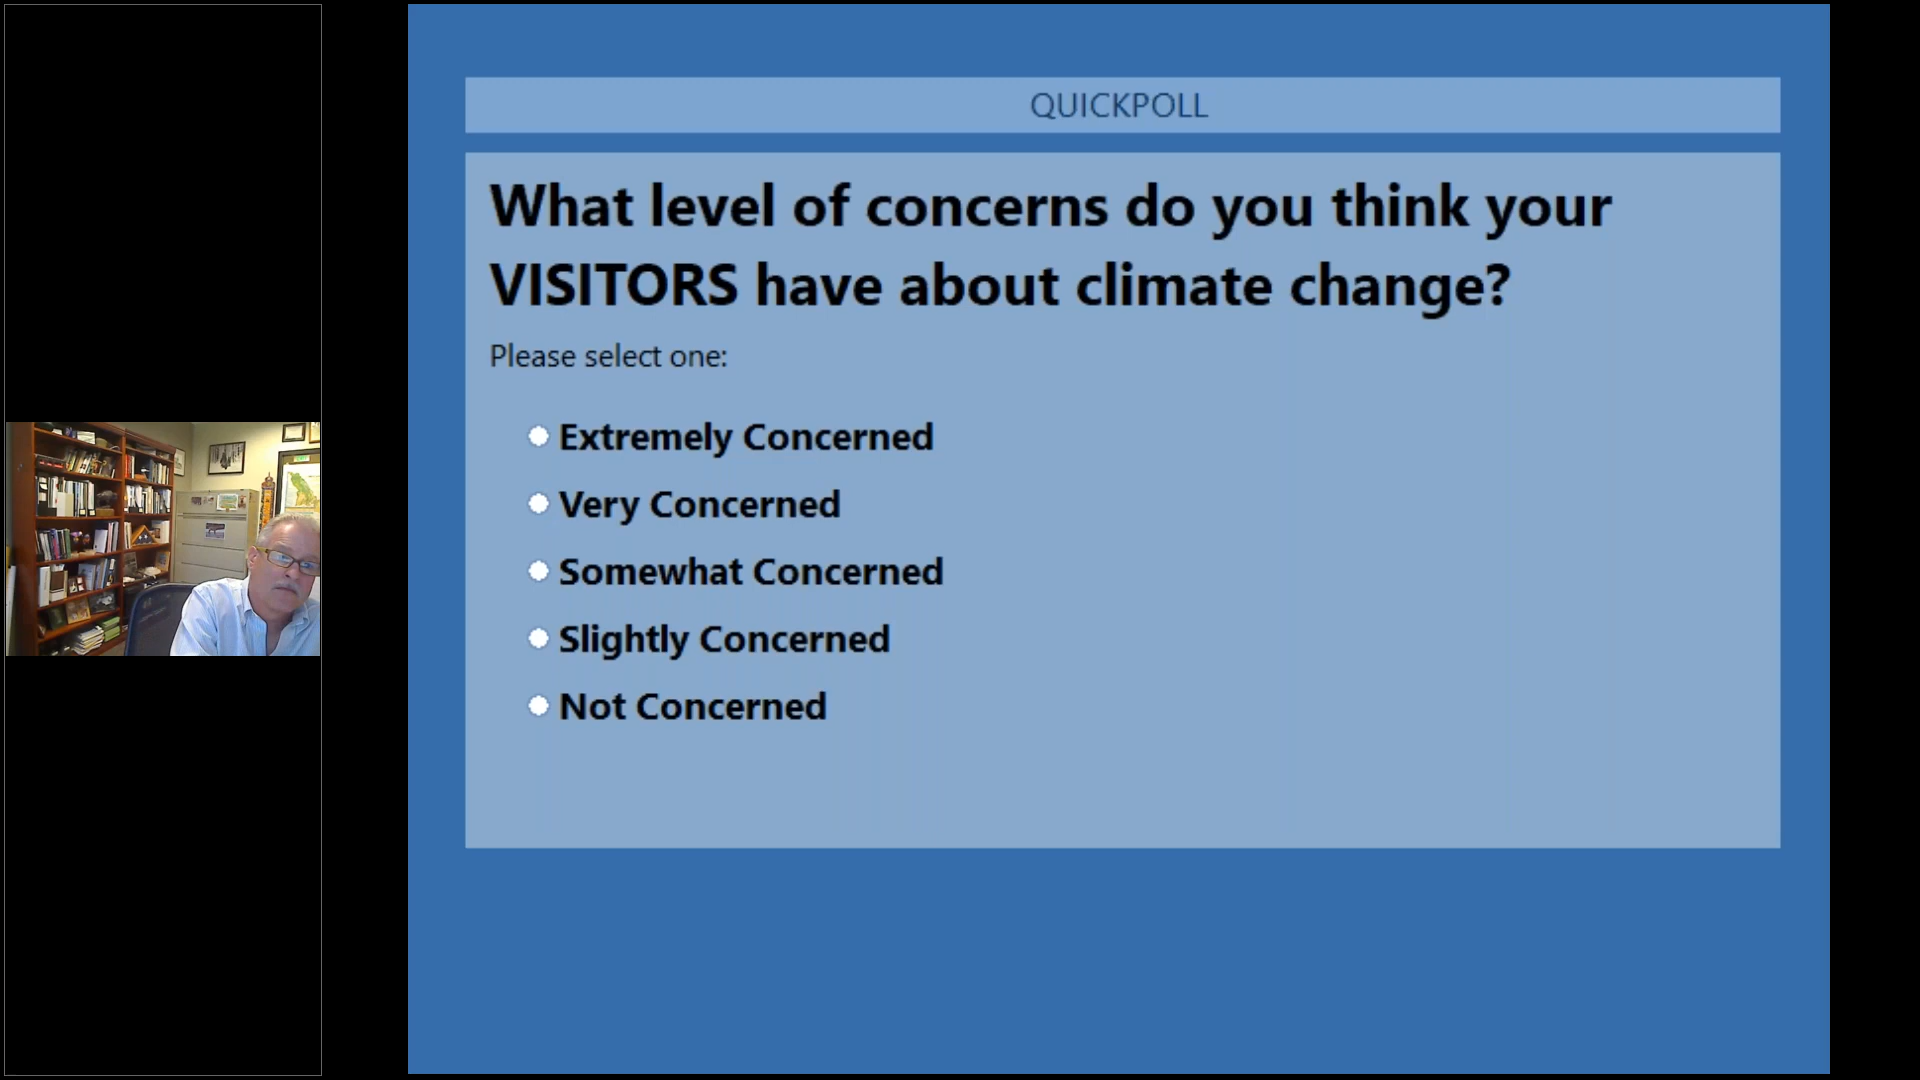 QUICKPOLL
What level of concerns do you think your
VISITORS have about climate change?
Please select one:
Extremely Concerned
Very Concerned
Somewhat Concerned
Slightly Concerned
Not Concerned